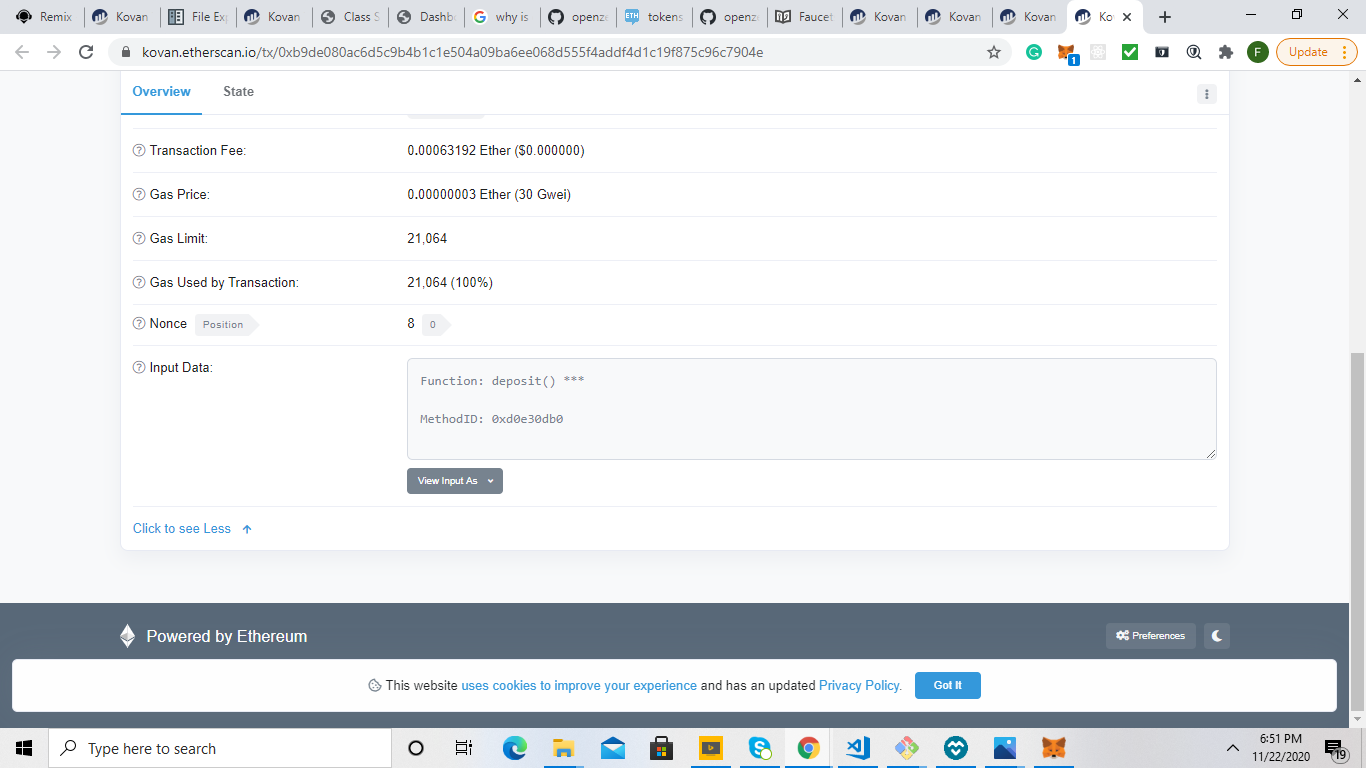 Remix
Kovan
File Exp
Kovan
Class S
Dashb
why is
openze
ETH
tokens
openze
Faucet
Kovan
Kovan
Kovan
Ko
kovan.etherscan.io/tx/0xb9de080ac6d5c9b4b1c1e504a09ba6ee068d555f4addf4d1c19f875c96c7904e
1
F
Update
Overview State
Transaction Fee: 0.00063192 Ether ($0.000000)
Gas Price: 0.00000003 Ether (30 Gwei)
Gas Limit: 21,064
Gas Used by Transaction: 21,064 (100%)
Nonce Position 8 0
Input Data:
Function: deposit() ***
MethodID: 0xd0e30db0
View Input As
Click to see Less
Powered by Ethereum
Preferences
This website uses cookies to improve your experience and has an updated Privacy Policy.
Got It
Type here to search
6:51 PM
11/22/2020
19